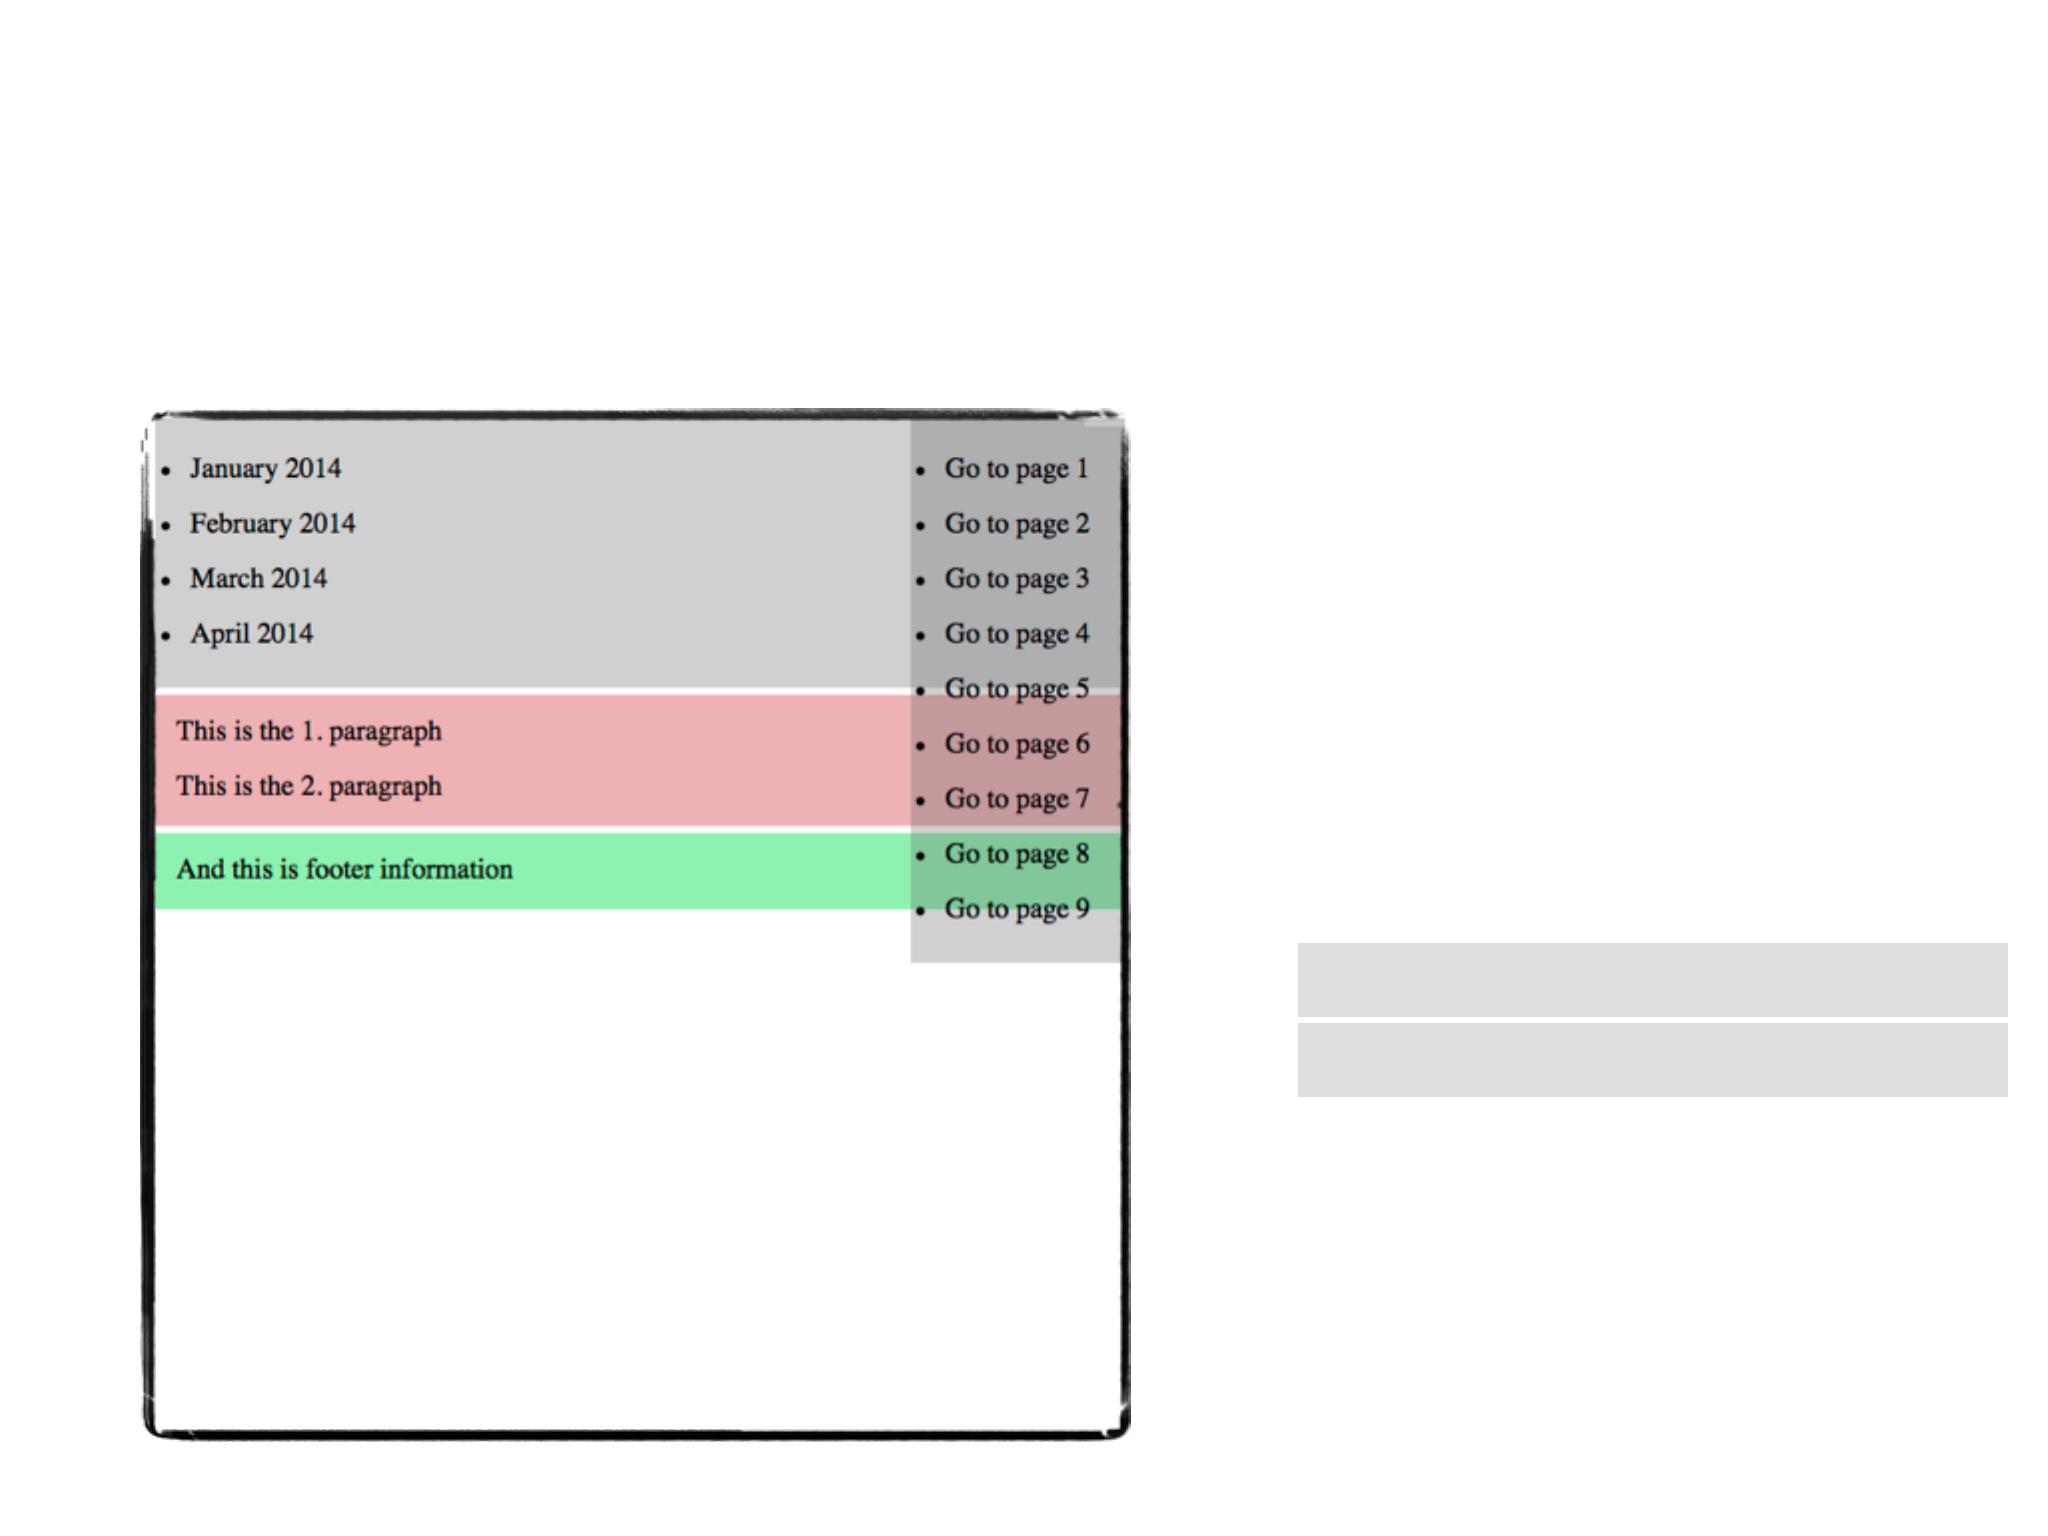 January 2014
February 2014
March 2014
April 2014
Go to page 1
Go to page 2
Go to page 3
Go to page 4
Go to page 5
Go to page 6
Go to page 7
Go to page 8
Go to page 9
This is the 1. paragraph
This is the 2. paragraph
And this is footer information